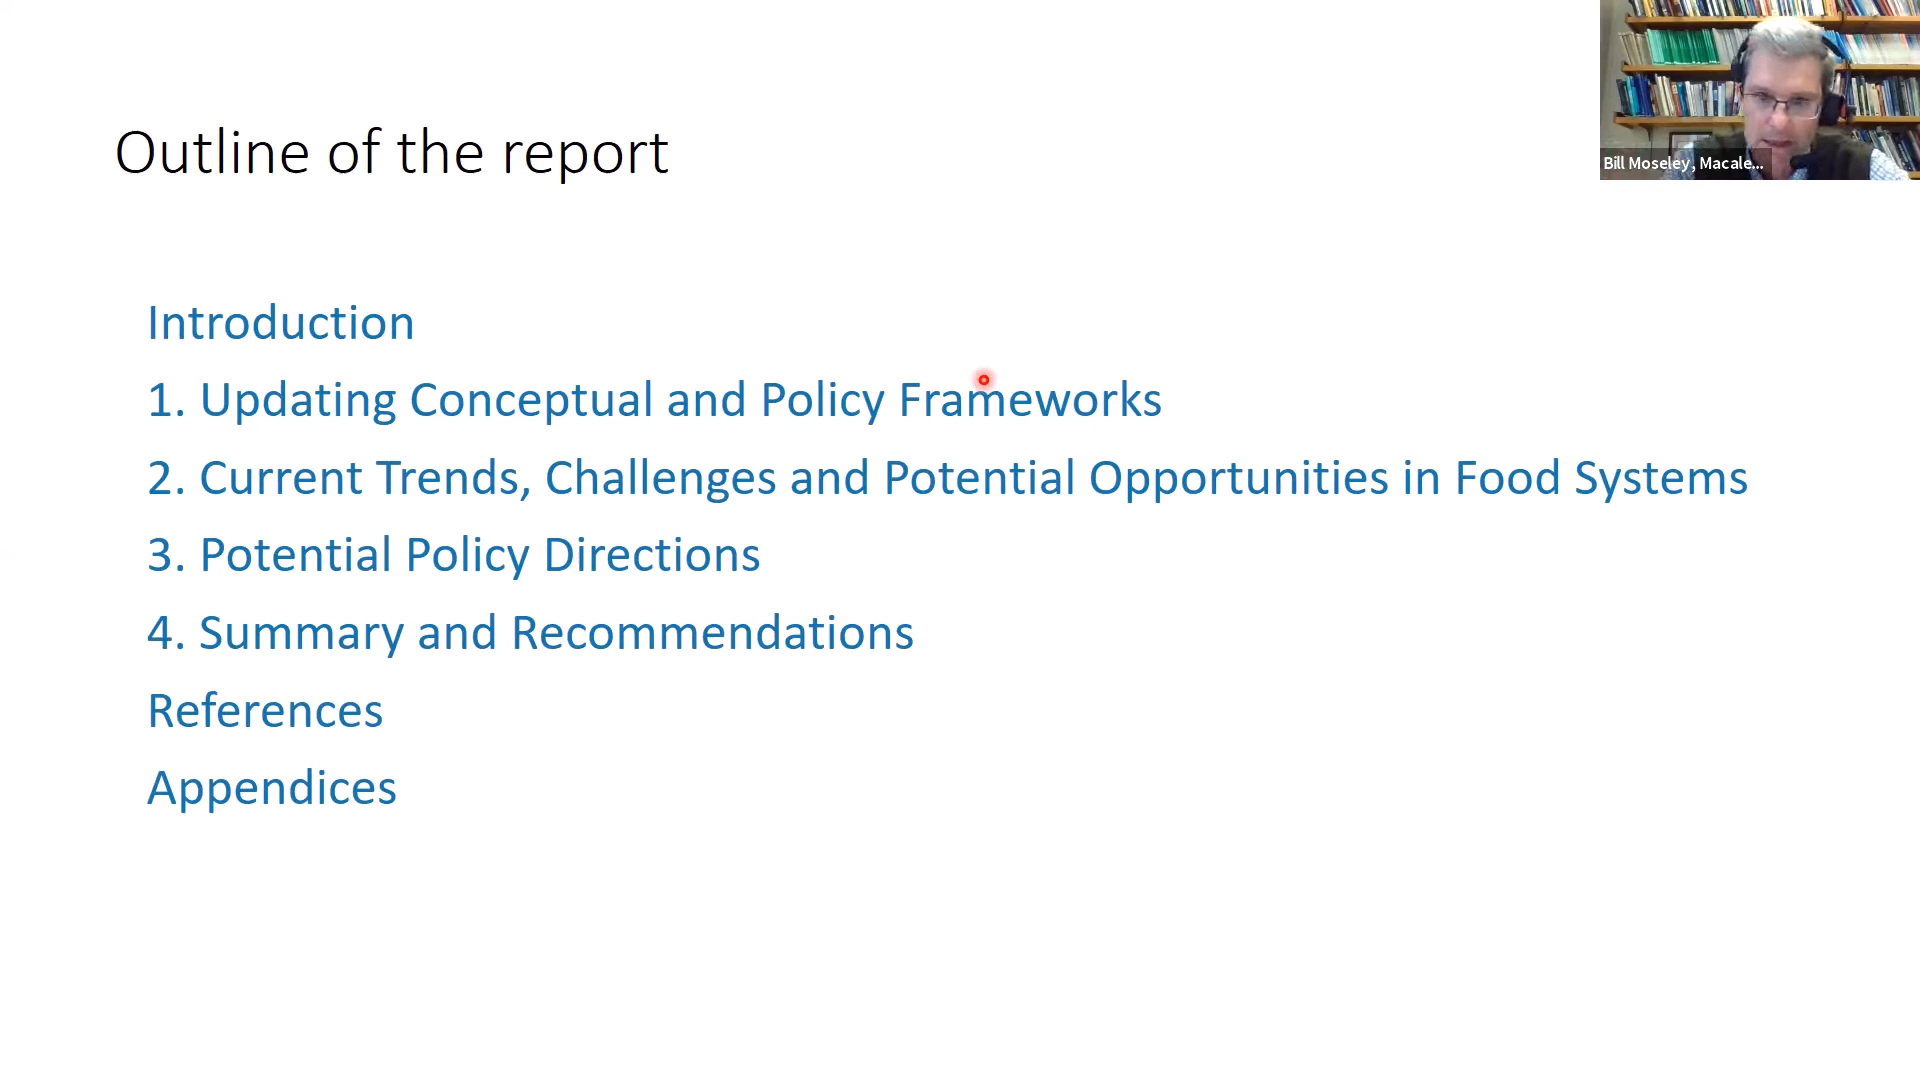 Outline of the report
Bill Moseley, Macale...
Introduction
1. Updating Conceptual and Policy Frameworks
2. Current Trends, Challenges and Potential Opportunities in Food Systems
3. Potential Policy Directions
4. Summary and Recommendations
References
Appendices